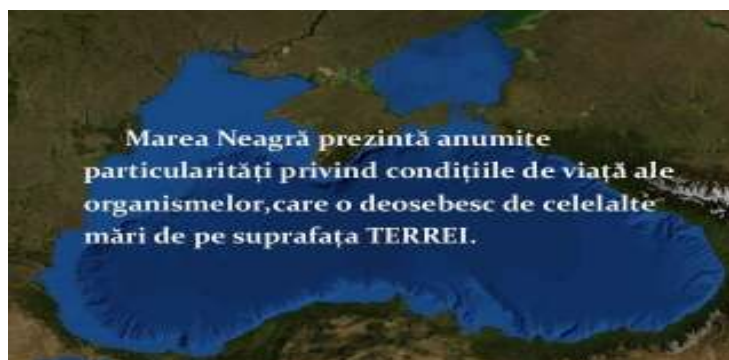 Marea Neagră prezintă anumite
particularități privind condițiile de viață ale
organismelor,care o deosebesc de celelalte
mări de pe suprafața TERREI.